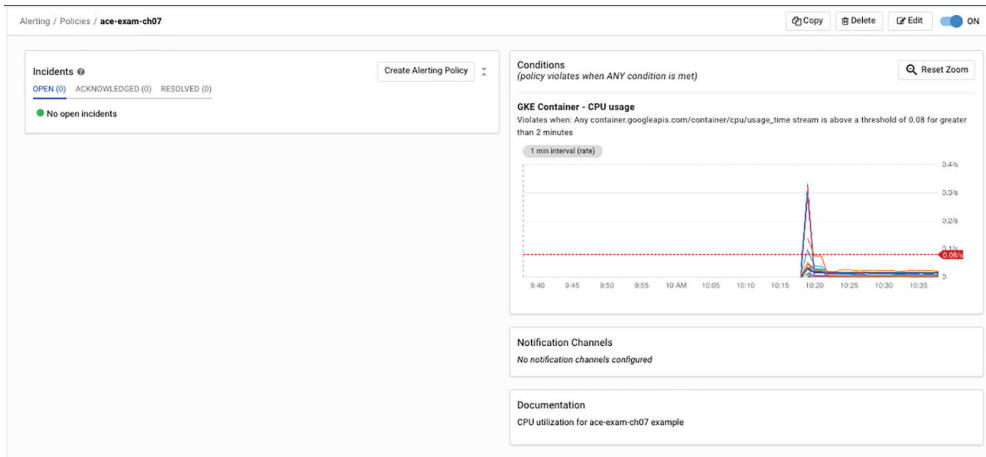 Alerting / Policies / ace-exam-ch07
Copy
Delete
Edit
ON
Incidents
Create Alerting Policy
OPEN (0) ACKNOWLEDGED (0) RESOLVED (0)
No open incidents
Conditions
(policy violates when ANY condition is met)
Reset Zoom
GKE Container - CPU usage
Violates when: Any container.googleapis.com/container/cpu/usage_time stream is above a threshold of 0.08 for greater
than 2 minutes
1 min interval (rate)
0.4/s
0.3/s
0.2/s
0.1/s
0.08/s
0
9:40 9:45 9:50 9:55 10 AM 10:05 10:10 10:15 10:20 10:25 10:30 10:35
Notification Channels
No notification channels configured
Documentation
CPU utilization for ace-exam-ch07 example